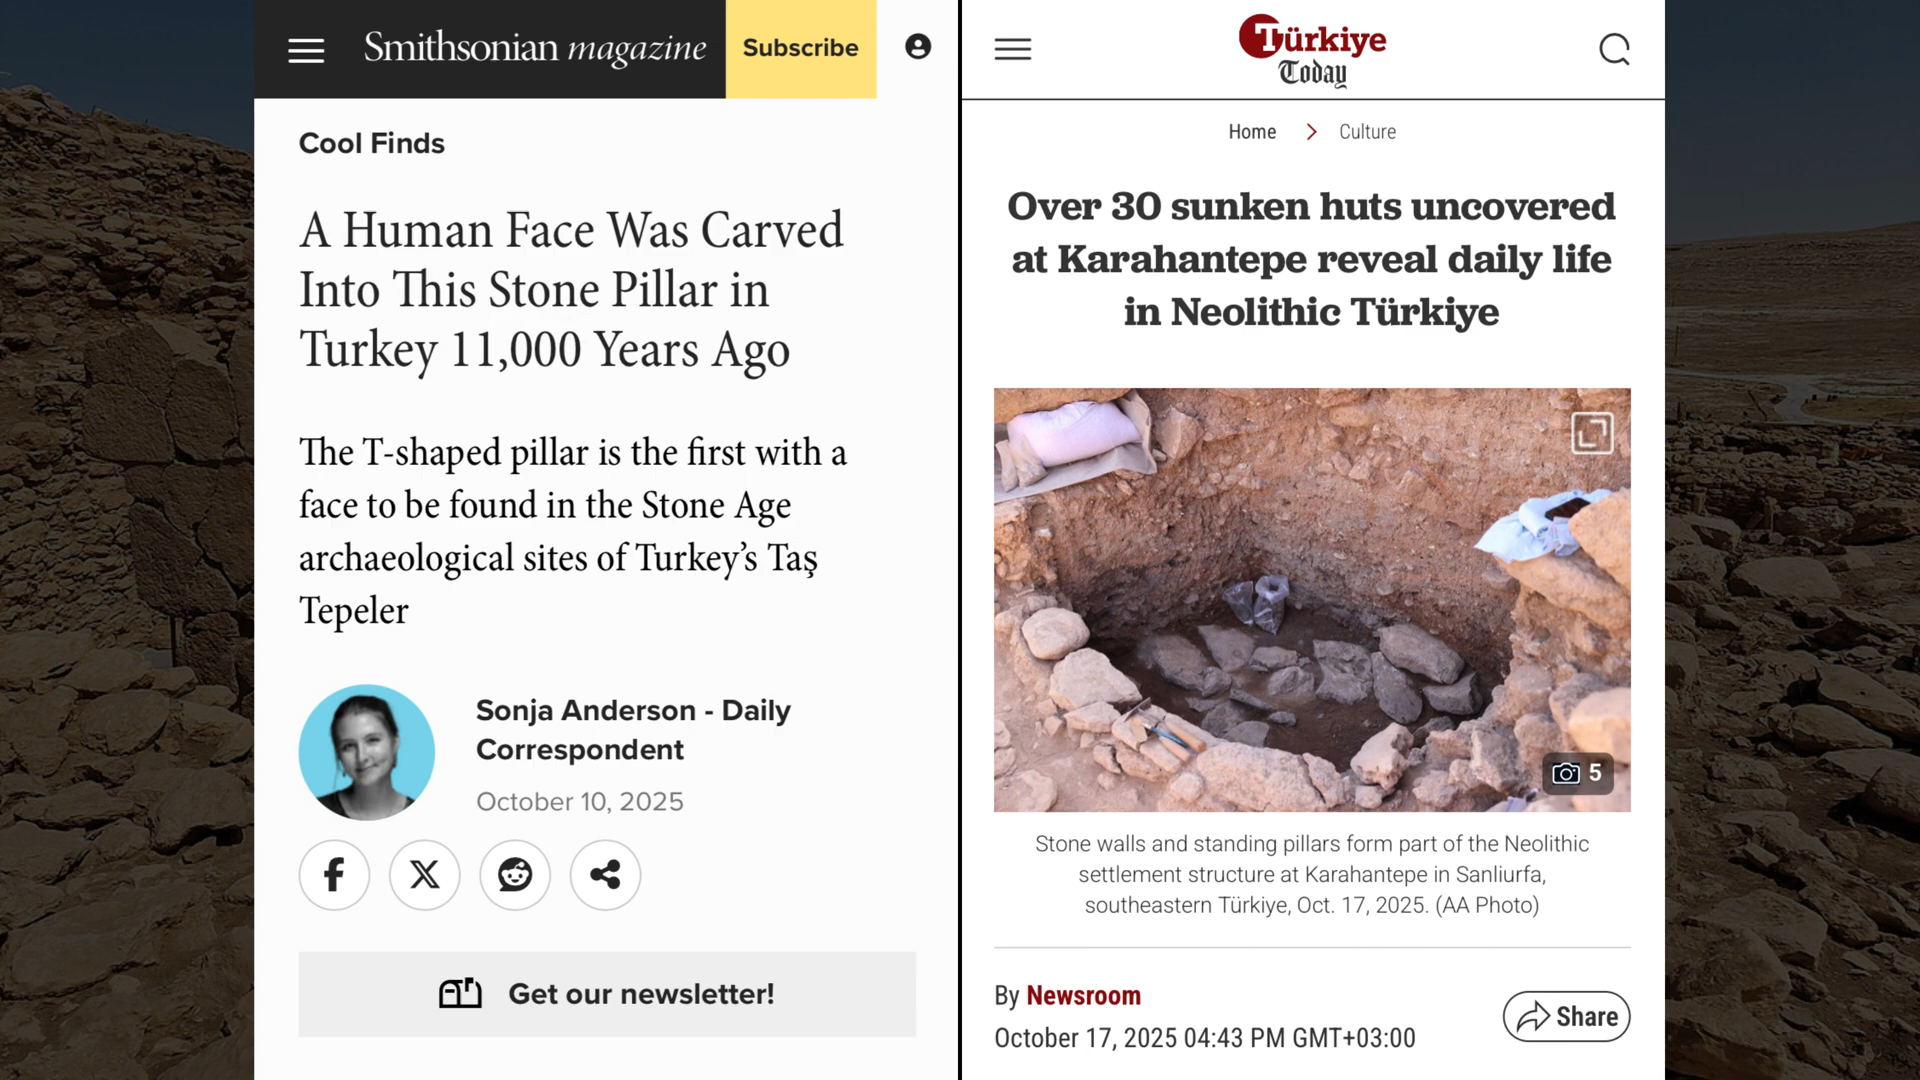 Smithsonian magazine
Subscribe
Cool Finds
A Human Face Was Carved
Into This Stone Pillar in
Turkey 11,000 Years Ago
The T-shaped pillar is the first with a
face to be found in the Stone Age
archaeological sites of Turkey’s Taş
Tepeler
Sonja Anderson - Daily
Correspondent
October 10, 2025
Get our newsletter!
Türkiye
Today
Home > Culture
Over 30 sunken huts uncovered
at Karahantepe reveal daily life
in Neolithic Türkiye
5
Stone walls and standing pillars form part of the Neolithic
settlement structure at Karahantepe in Sanliurfa,
southeastern Türkiye, Oct. 17, 2025. (AA Photo)
By Newsroom
October 17, 2025 04:43 PM GMT+03:00
Share